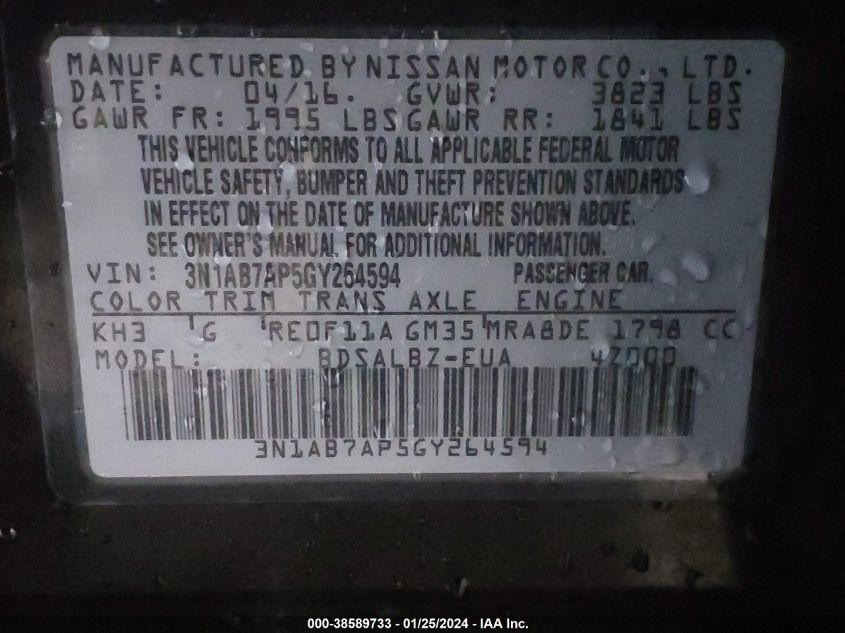 MANUFACTURED BY NISSAN MOTOR CO., LTD.
DATE: 04/16. GVWR: 3823 LBS
GAWR FR: 1995 LBS GAWR RR: 1841 LBS
THIS VEHICLE CONFORMS TO ALL APPLICABLE FEDERAL MOTOR
VEHICLE SAFETY, BUMPER AND THEFT PREVENTION STANDARDS
IN EFFECT ON THE DATE OF MANUFACTURE SHOWN ABOVE.
SEE OWNER'S MANUAL FOR ADDITIONAL INFORMATION.
VIN: 3N1AB7AP5GY264594 PASSENGER CAR.
COLOR TRIM TRANS AXLE ENGINE
KH3 G RE0F11A GM35 MRA8DE 1798 CC
MODEL: BDSALBZ-EUA 4Z000
3N1AB7AP5GY264594
000-38589733 - 01/25/2024 - IAA Inc.